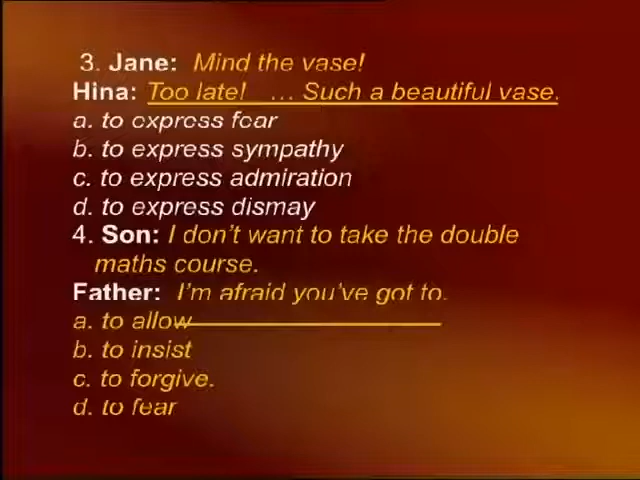 3. Jane: Mind the vase!
Hina: Too late! … Such a beautiful vase.
a. to express fear
b. to express sympathy
c. to express admiration
d. to express dismay
4. Son: I don't want to take the double
maths course.
Father: I'm afraid you've got to.
a. to allow
b. to insist
c. to forgive.
d. to fear